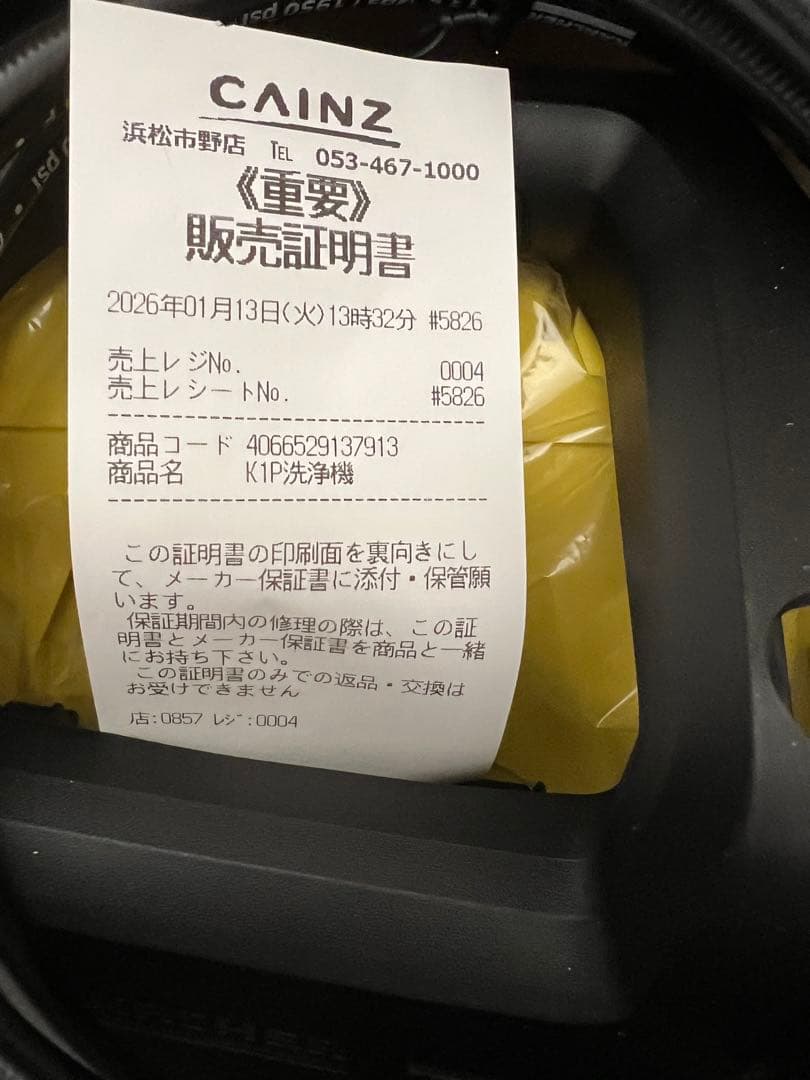 CAINZ
浜松市野店 TEL 053-467-1000
《重要》
販売証明書
2026年01月13日(火)13時32分 #5826
売上レジNo. 0004
売上レシートNo. #5826
商品コード 4066529137913
商品名 K1P洗浄機
この証明書の印刷面を裏向きにし
て、メーカー保証書に添付・保管願
います。
保証期間内の修理の際は、この証
明書とメーカー保証書を商品と一緒
にお持ち下さい。
この証明書のみでの返品・交換は
お受けできません
店:0857 レジ:0004